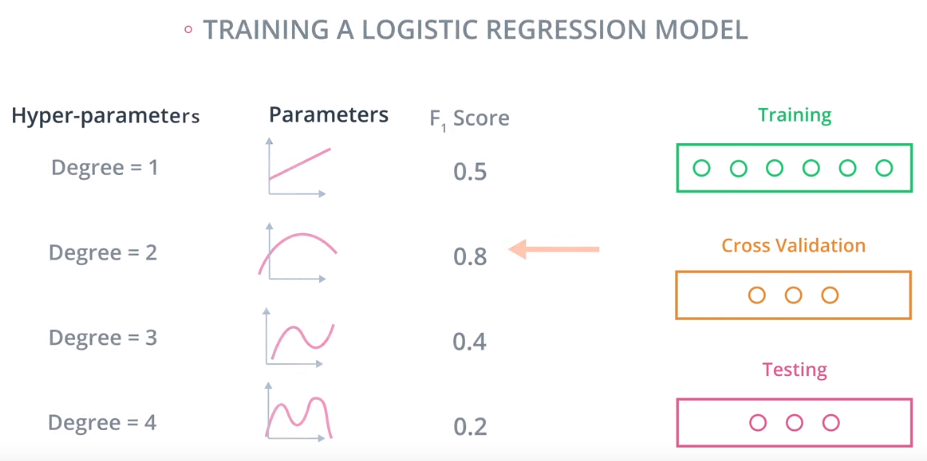 TRAINING A LOGISTIC REGRESSION MODEL
Hyper-parameters Parameters F1 Score Training
Degree = 1 0.5
Degree = 2 0.8 Cross Validation
Degree = 3 0.4
Testing
Degree = 4 0.2